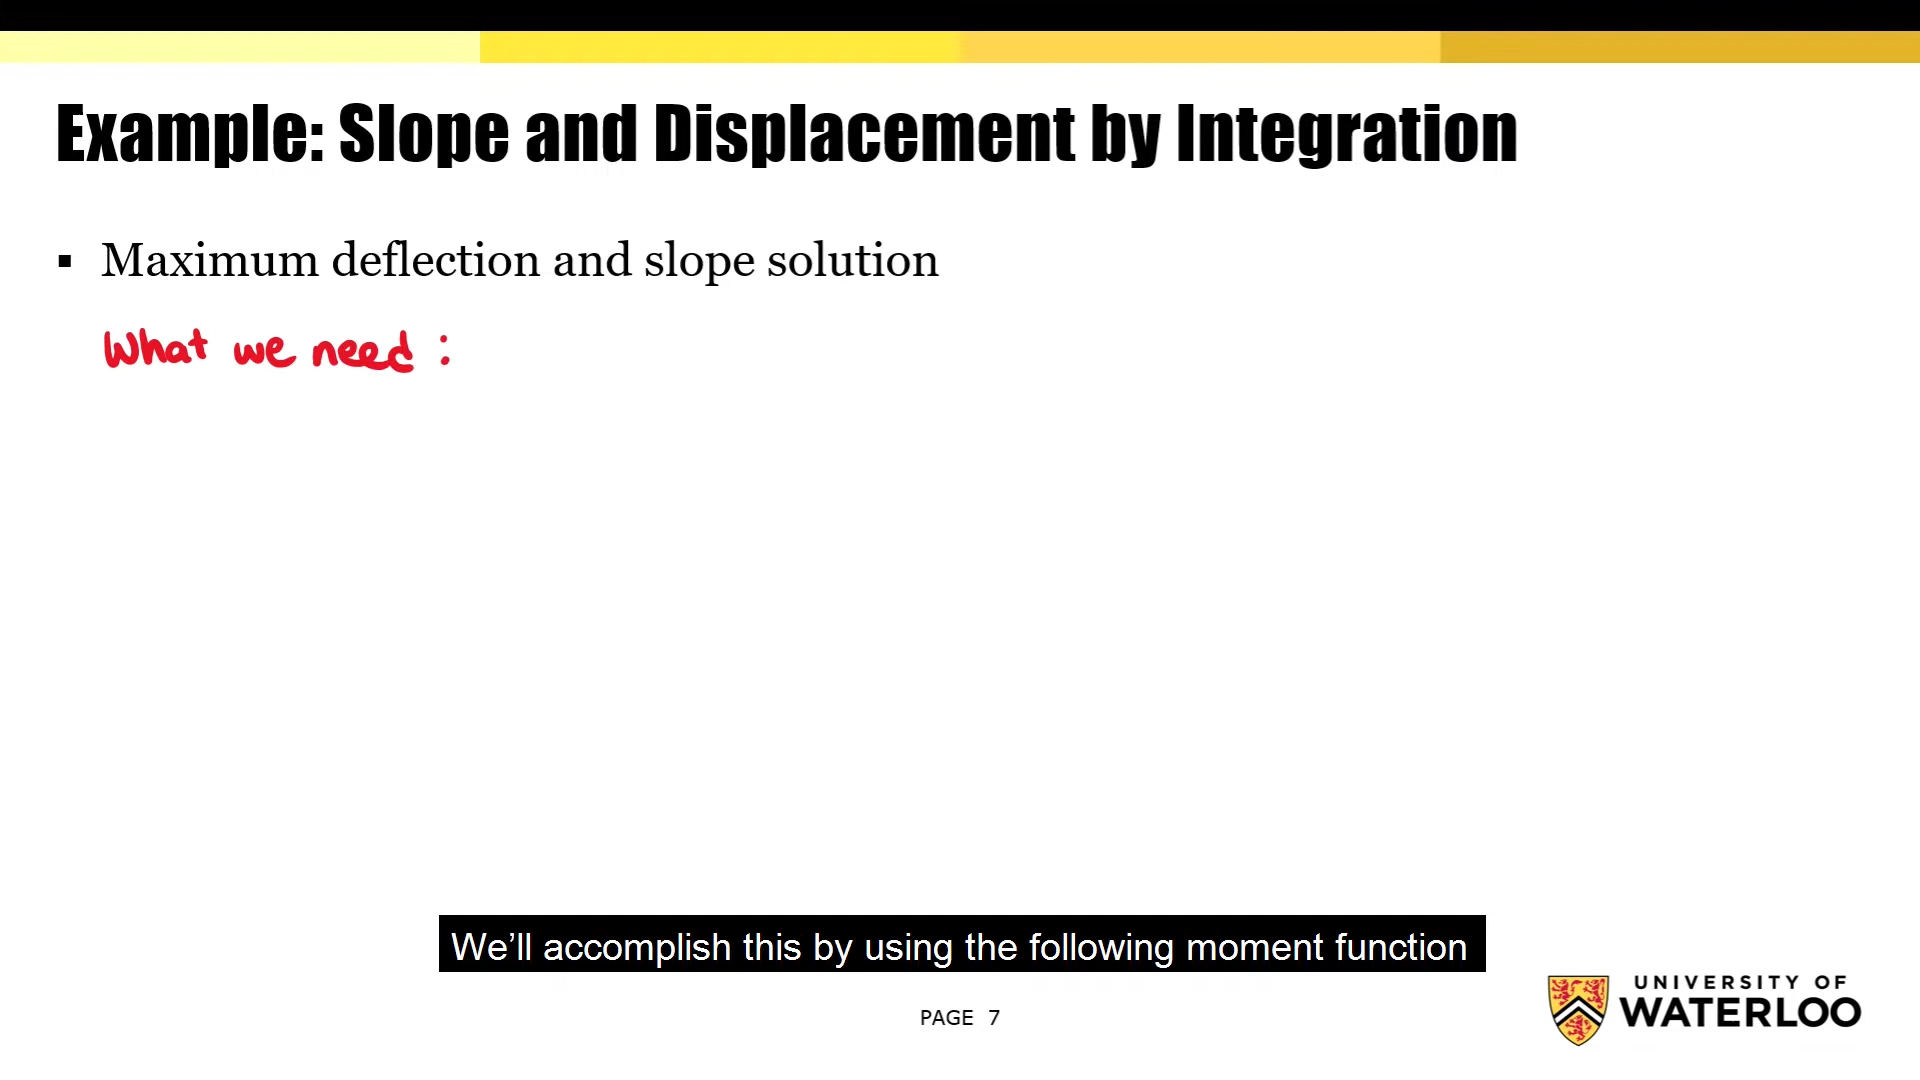 Example: Slope and Displacement by Integration
▪ Maximum deflection and slope solution
What we need :
We’ll accomplish this by using the following moment function
PAGE 7
UNIVERSITY OF
WATERLOO